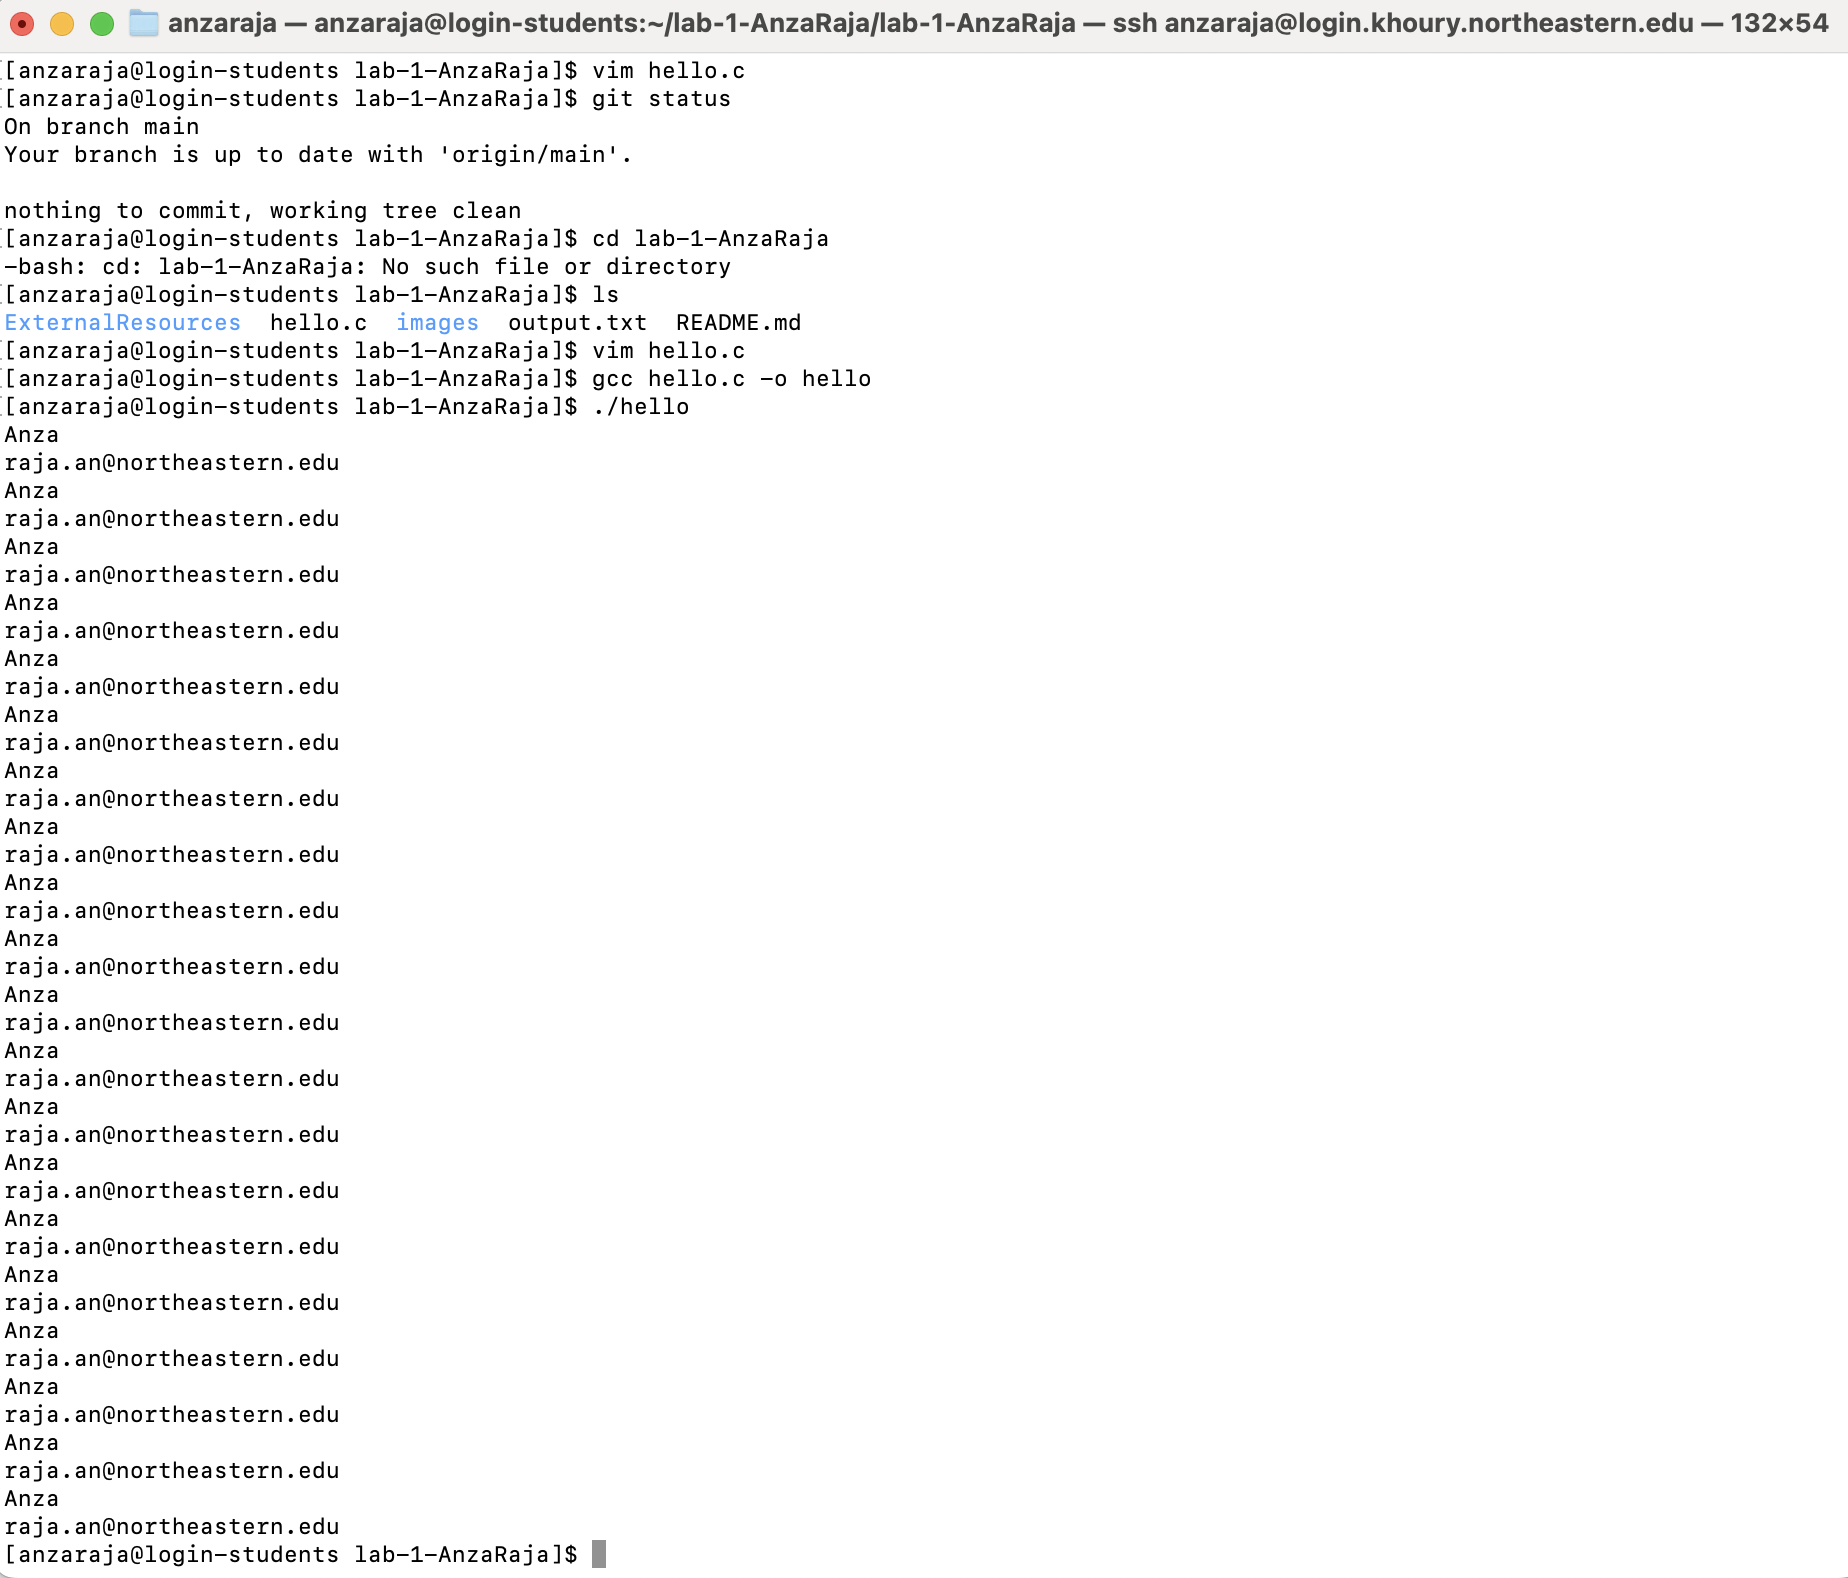 anzaraja — anzaraja@login-students:~/lab-1-AnzaRaja/lab-1-AnzaRaja — ssh anzaraja@login.khoury.northeastern.edu — 132×54
[anzaraja@login-students lab-1-AnzaRaja]$ vim hello.c
[anzaraja@login-students lab-1-AnzaRaja]$ git status
On branch main
Your branch is up to date with 'origin/main'.

nothing to commit, working tree clean
[anzaraja@login-students lab-1-AnzaRaja]$ cd lab-1-AnzaRaja
-bash: cd: lab-1-AnzaRaja: No such file or directory
[anzaraja@login-students lab-1-AnzaRaja]$ ls
ExternalResources  hello.c  images  output.txt  README.md
[anzaraja@login-students lab-1-AnzaRaja]$ vim hello.c
[anzaraja@login-students lab-1-AnzaRaja]$ gcc hello.c -o hello
[anzaraja@login-students lab-1-AnzaRaja]$ ./hello
Anza
raja.an@northeastern.edu
Anza
raja.an@northeastern.edu
Anza
raja.an@northeastern.edu
Anza
raja.an@northeastern.edu
Anza
raja.an@northeastern.edu
Anza
raja.an@northeastern.edu
Anza
raja.an@northeastern.edu
Anza
raja.an@northeastern.edu
Anza
raja.an@northeastern.edu
Anza
raja.an@northeastern.edu
Anza
raja.an@northeastern.edu
Anza
raja.an@northeastern.edu
Anza
raja.an@northeastern.edu
Anza
raja.an@northeastern.edu
Anza
raja.an@northeastern.edu
Anza
raja.an@northeastern.edu
Anza
raja.an@northeastern.edu
Anza
raja.an@northeastern.edu
Anza
raja.an@northeastern.edu
Anza
raja.an@northeastern.edu
[anzaraja@login-students lab-1-AnzaRaja]$